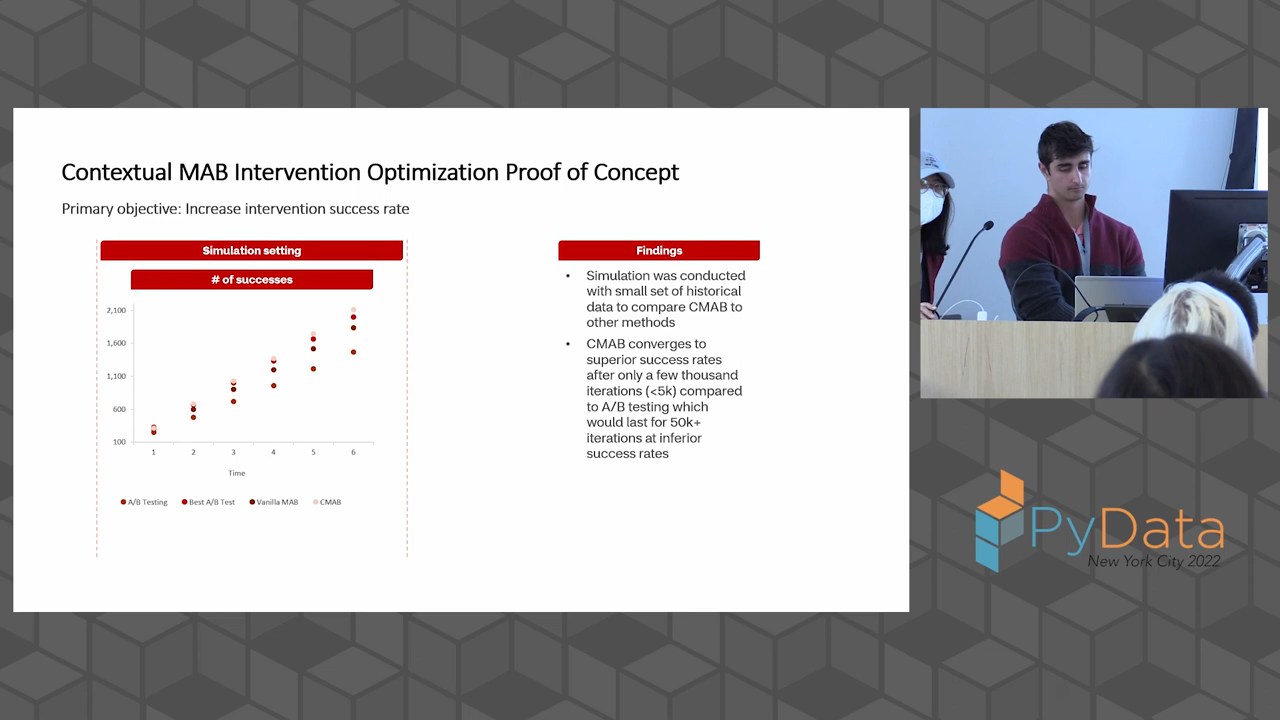 Contextual MAB Intervention Optimization Proof of Concept
Primary objective: Increase intervention success rate
Simulation setting
# of successes
2,100
1,600
1,100
600
100
1
2
3
4
5
6
Time
A/B Testing
Best A/B Test
Vanilla MAB
CMAB
Findings
• Simulation was conducted
with small set of historical
data to compare CMAB to
other methods
• CMAB converges to
superior success rates
after only a few thousand
iterations (<5k) compared
to A/B testing which
would last for 50k+
iterations at inferior
success rates
PyData
New York City 2022